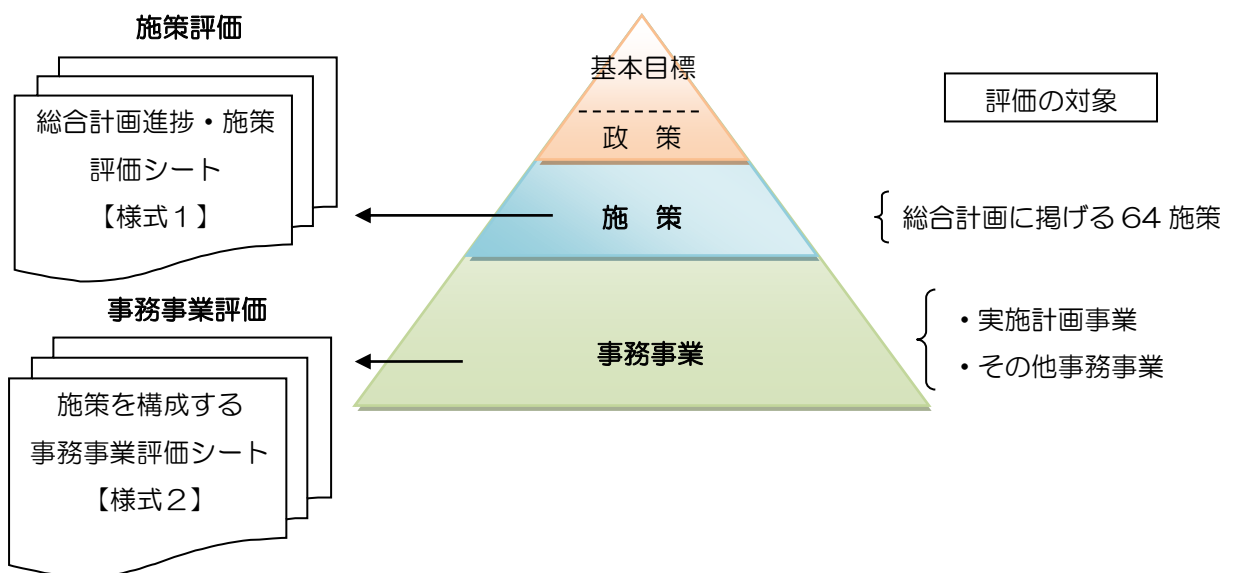 施策評価
総合計画進捗・施策
評価シート
【様式１】
事務事業評価
施策を構成する
事務事業評価シート
【様式２】
基本目標
政　策
施　策
事務事業
評価の対象
総合計画に掲げる 64 施策
・実施計画事業
・その他事務事業